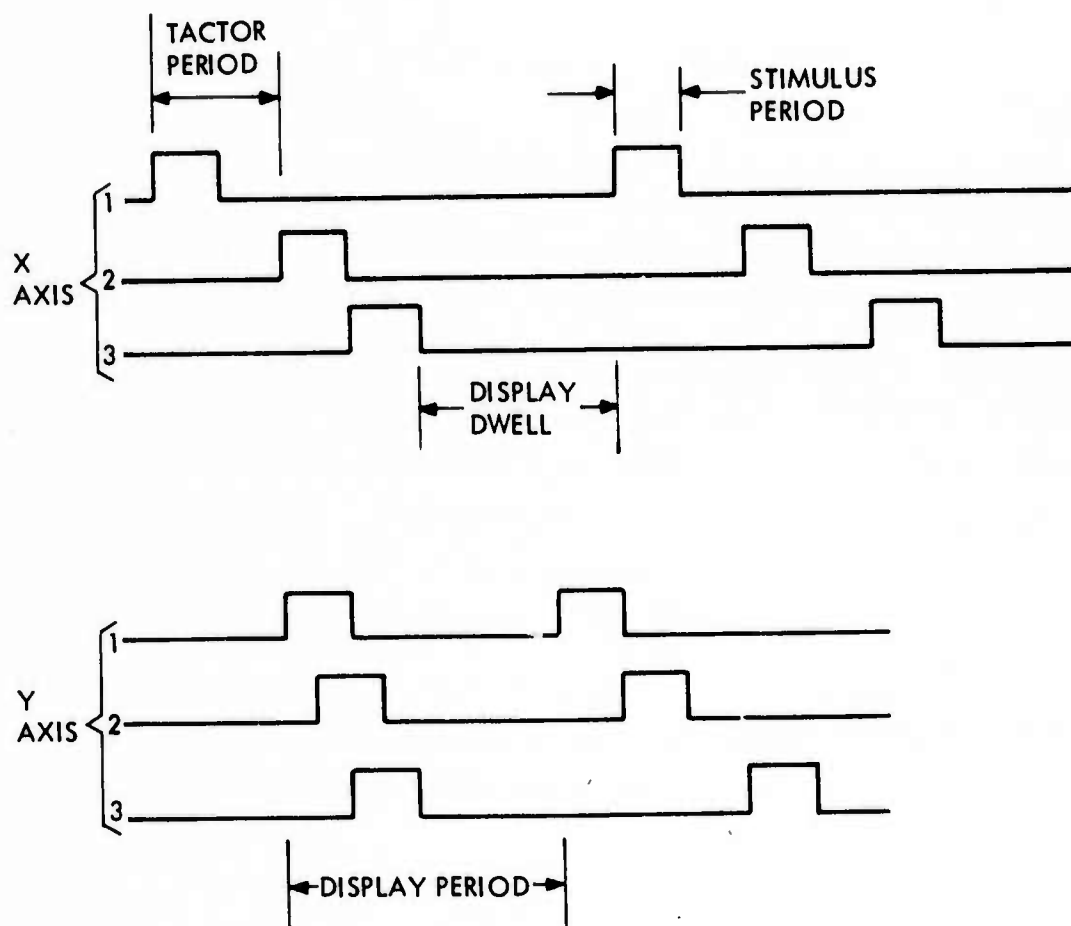 TACTOR
PERIOD
STIMULUS
PERIOD
X
AXIS
1
2
3
DISPLAY
DWELL
Y
AXIS
1
2
3
DISPLAY PERIOD